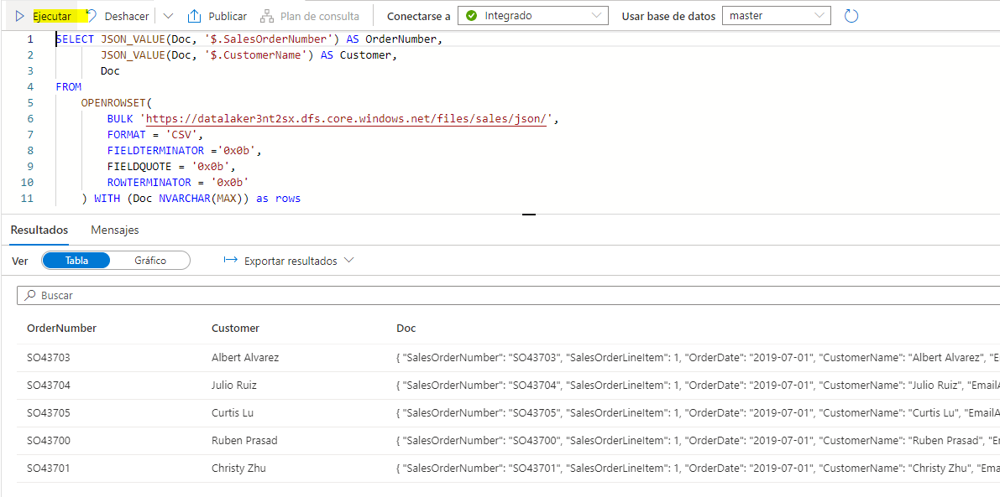 Ejecutar Deshacer Publicar Plan de consulta Conectarse a Integrado Usar base de datos master
1 SELECT JSON_VALUE(Doc, '$.SalesOrderNumber') AS OrderNumber,
2 JSON_VALUE(Doc, '$.CustomerName') AS Customer,
3 Doc
4 FROM
5 OPENROWSET(
6 BULK 'https://datalaker3nt2sx.dfs.core.windows.net/files/sales/json/',
7 FORMAT = 'CSV',
8 FIELDTERMINATOR ='0x0b',
9 FIELDQUOTE = '0x0b',
10 ROWTERMINATOR = '0x0b'
11 ) WITH (Doc NVARCHAR(MAX)) as rows
Resultados Mensajes
Ver Tabla Gráfico Exportar resultados
Buscar
OrderNumber Customer Doc
SO43703 Albert Alvarez { "SalesOrderNumber": "SO43703", "SalesOrderLineItem": 1, "OrderDate": "2019-07-01", "CustomerName": "Albert Alvarez", "E
SO43704 Julio Ruiz { "SalesOrderNumber": "SO43704", "SalesOrderLineItem": 1, "OrderDate": "2019-07-01", "CustomerName": "Julio Ruiz", "EmailA
SO43705 Curtis Lu { "SalesOrderNumber": "SO43705", "SalesOrderLineItem": 1, "OrderDate": "2019-07-01", "CustomerName": "Curtis Lu", "EmailA
SO43700 Ruben Prasad { "SalesOrderNumber": "SO43700", "SalesOrderLineItem": 1, "OrderDate": "2019-07-01", "CustomerName": "Ruben Prasad", "E
SO43701 Christy Zhu { "SalesOrderNumber": "SO43701", "SalesOrderLineItem": 1, "OrderDate": "2019-07-01", "CustomerName": "Christy Zhu", "Ema